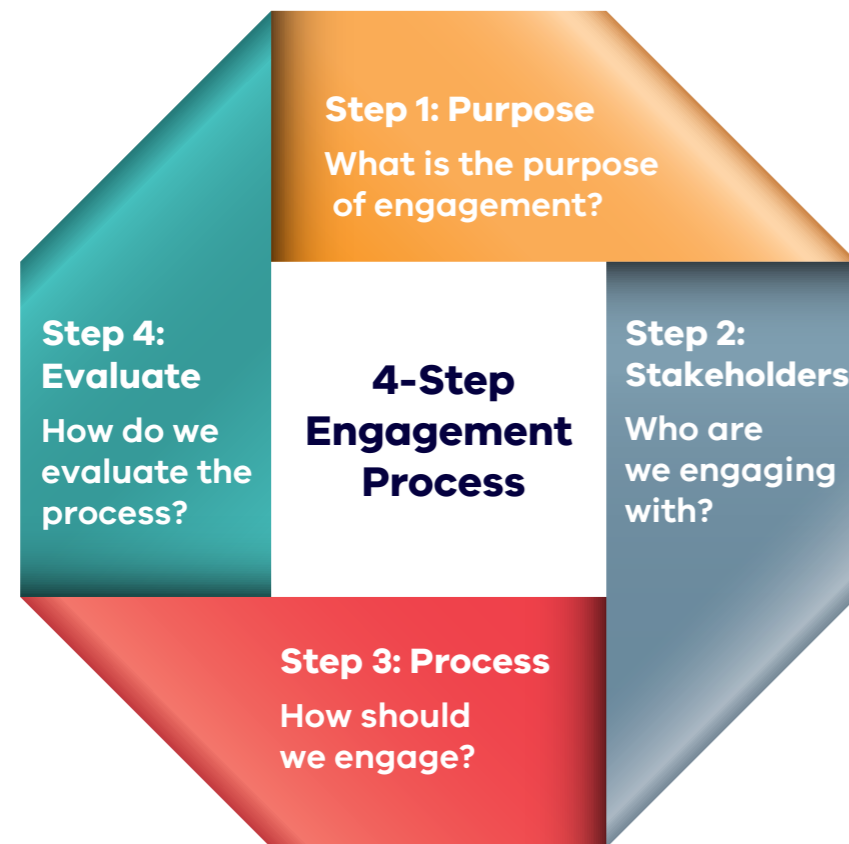 Step 1: Purpose
What is the purpose
of engagement?
Step 2:
Stakeholders
Who are
we engaging
with?
Step 3: Process
How should
we engage?
Step 4:
Evaluate
How do we
evaluate the
process?
4-Step
Engagement
Process